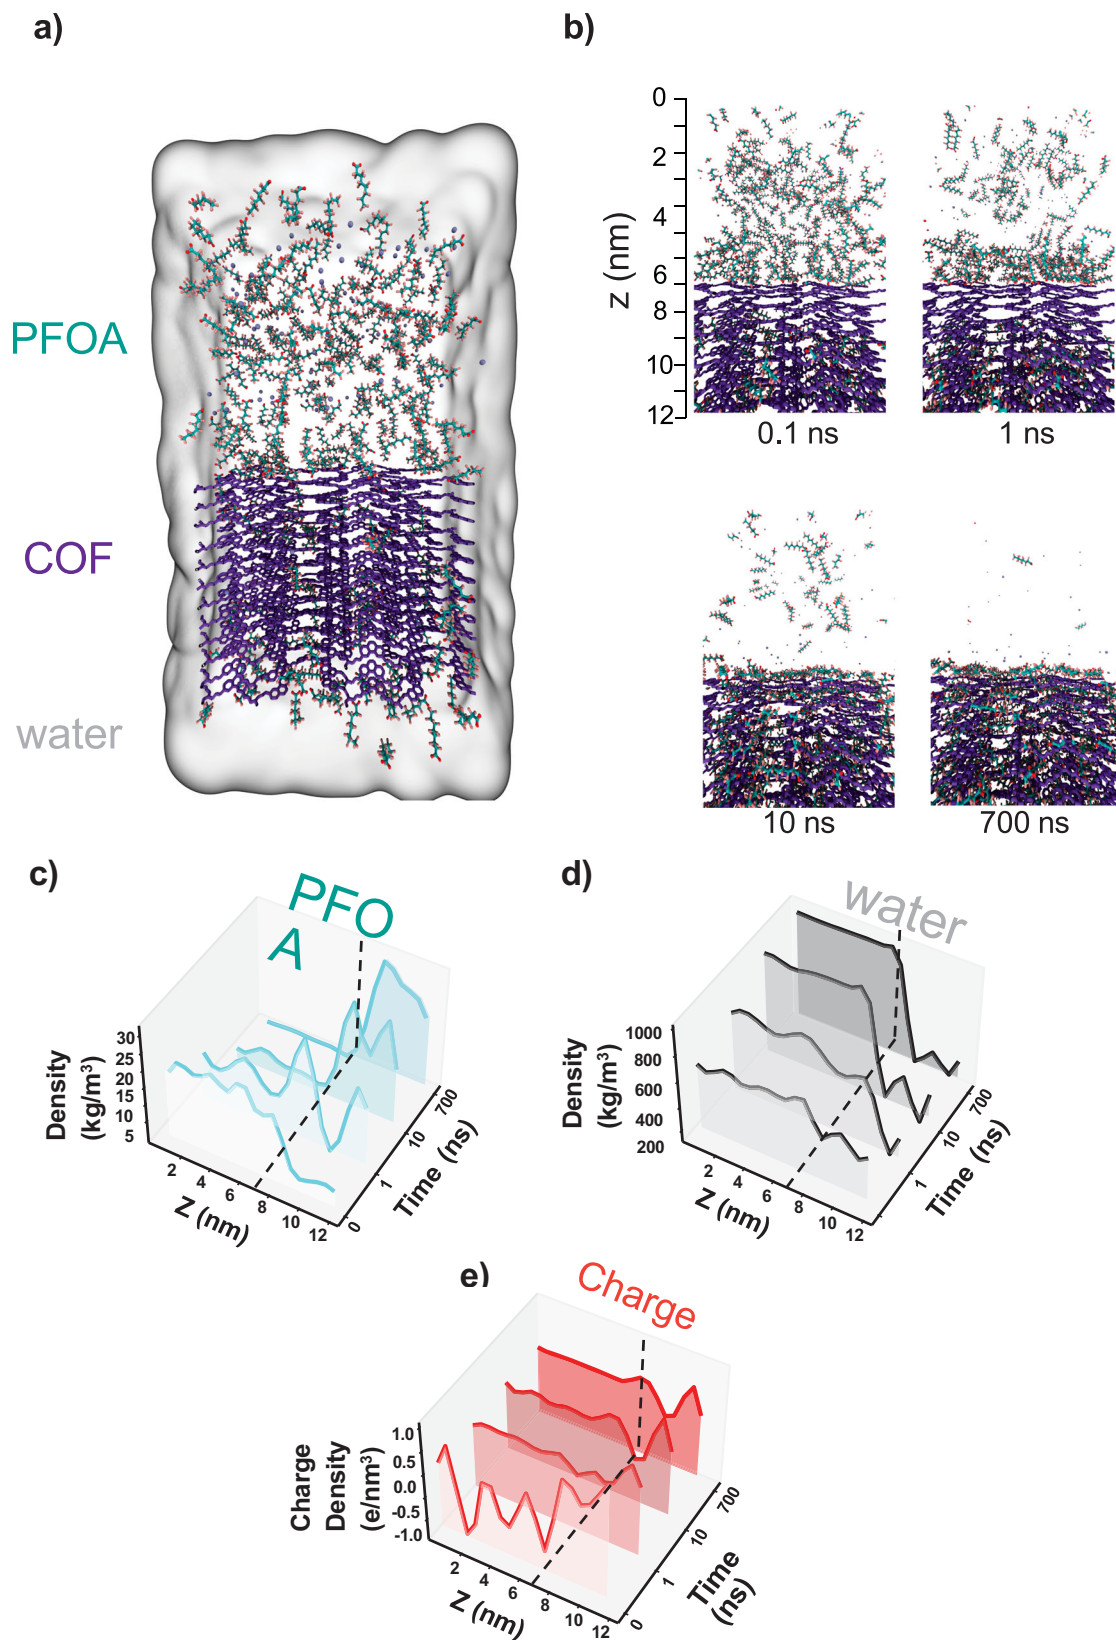 a)
PFOA
COF
water
b)
0
2
4
6
8
10
12
z (nm)
0.1 ns
1 ns
10 ns
700 ns
c)
PFO
A
30
25
20
15
10
5
Density
(kg/m³)
2
4
6
8
10
12
Z (nm)
0
1
10
700
Time (ns)
d)
water
1000
800
600
400
200
Density
(kg/m³)
2
4
6
8
10
12
Z (nm)
0
1
10
700
Time (ns)
e)
Charge
1.0
0.5
0.0
-0.5
-1.0
Charge
Density
(e/nm³)
2
4
6
8
10
12
Z (nm)
0
1
10
700
Time
(ns)